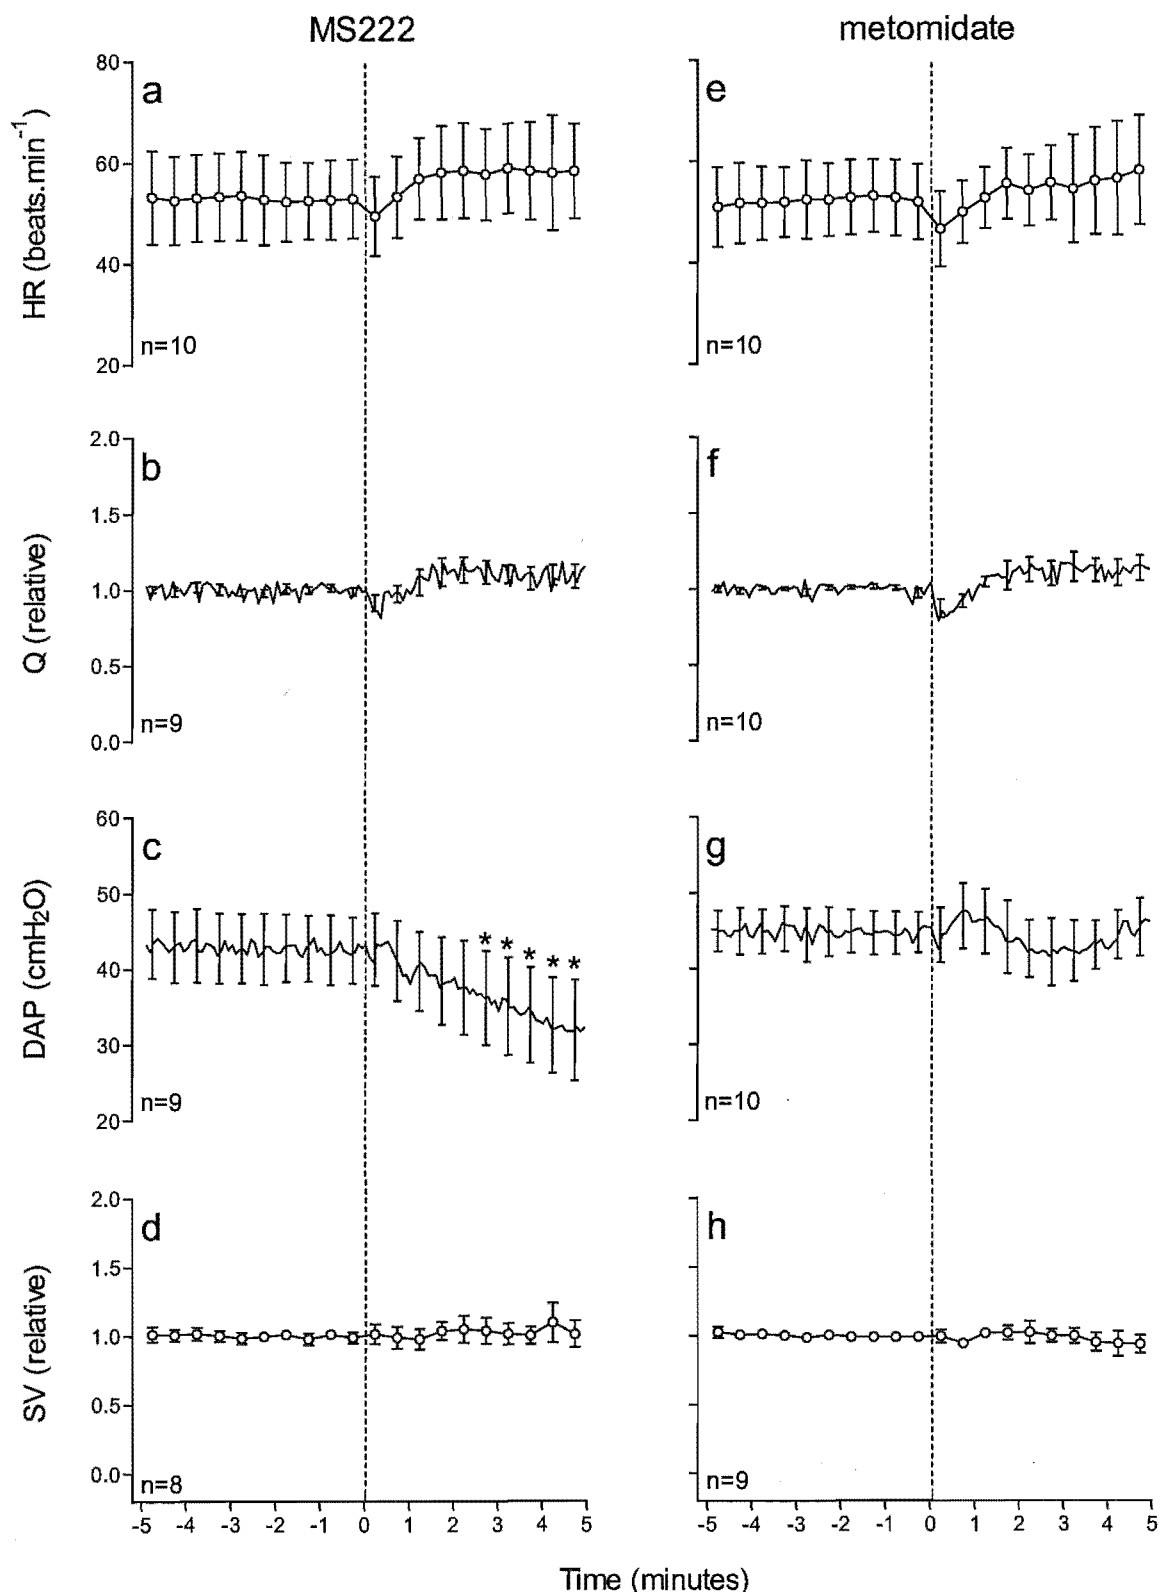 MS222 metomidate
HR (beats.min⁻¹)
80
60
40
20
a
n=10
e
n=10
Q (relative)
2.0
1.5
1.0
0.5
0.0
b
n=9
f
n=10
DAP (cmH₂O)
60
50
40
30
20
c
* * * * *
n=9
g
n=10
SV (relative)
2.0
1.5
1.0
0.5
0.0
d
n=8
h
n=9
-5 -4 -3 -2 -1 0 1 2 3 4 5
-5 -4 -3 -2 -1 0 1 2 3 4 5
Time (minutes)